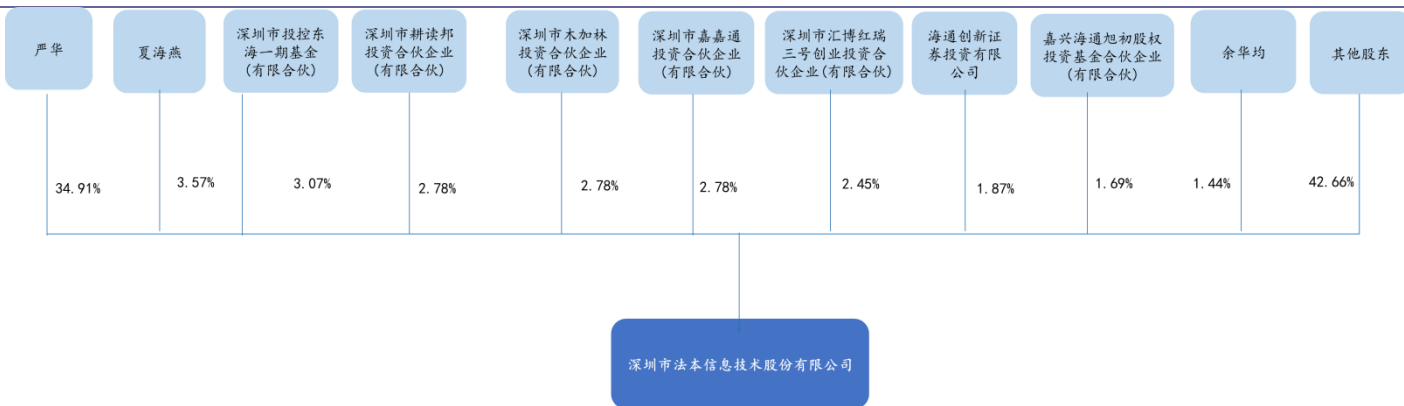 严华
夏海燕
深圳市投控东
海一期基金
(有限合伙)
深圳市耕读邦
投资合伙企业
(有限合伙)
深圳市木加林
投资合伙企业
(有限合伙)
深圳市嘉嘉通
投资合伙企业
(有限合伙)
深圳市汇博红瑞
三号创业投资合
伙企业(有限合伙)
海通创新证
券投资有限
公司
嘉兴海通旭初股权
投资基金合伙企业
(有限合伙)
余华均
其他股东
34.91%
3.57%
3.07%
2.78%
2.78%
2.78%
2.45%
1.87%
1.69%
1.44%
42.66%
深圳市法本信息技术股份有限公司